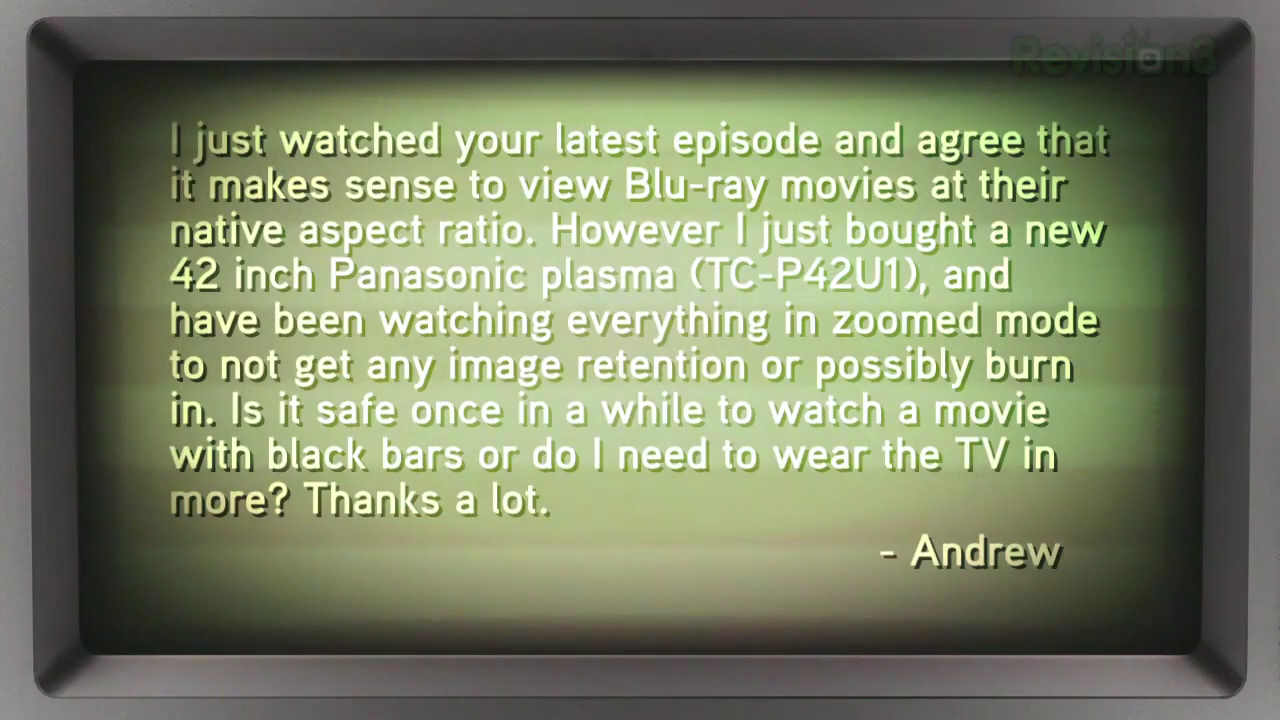 Revision3
I just watched your latest episode and agree that
it makes sense to view Blu-ray movies at their
native aspect ratio. However I just bought a new
42 inch Panasonic plasma (TC-P42U1), and
have been watching everything in zoomed mode
to not get any image retention or possibly burn
in. Is it safe once in a while to watch a movie
with black bars or do I need to wear the TV in
more? Thanks a lot.
- Andrew